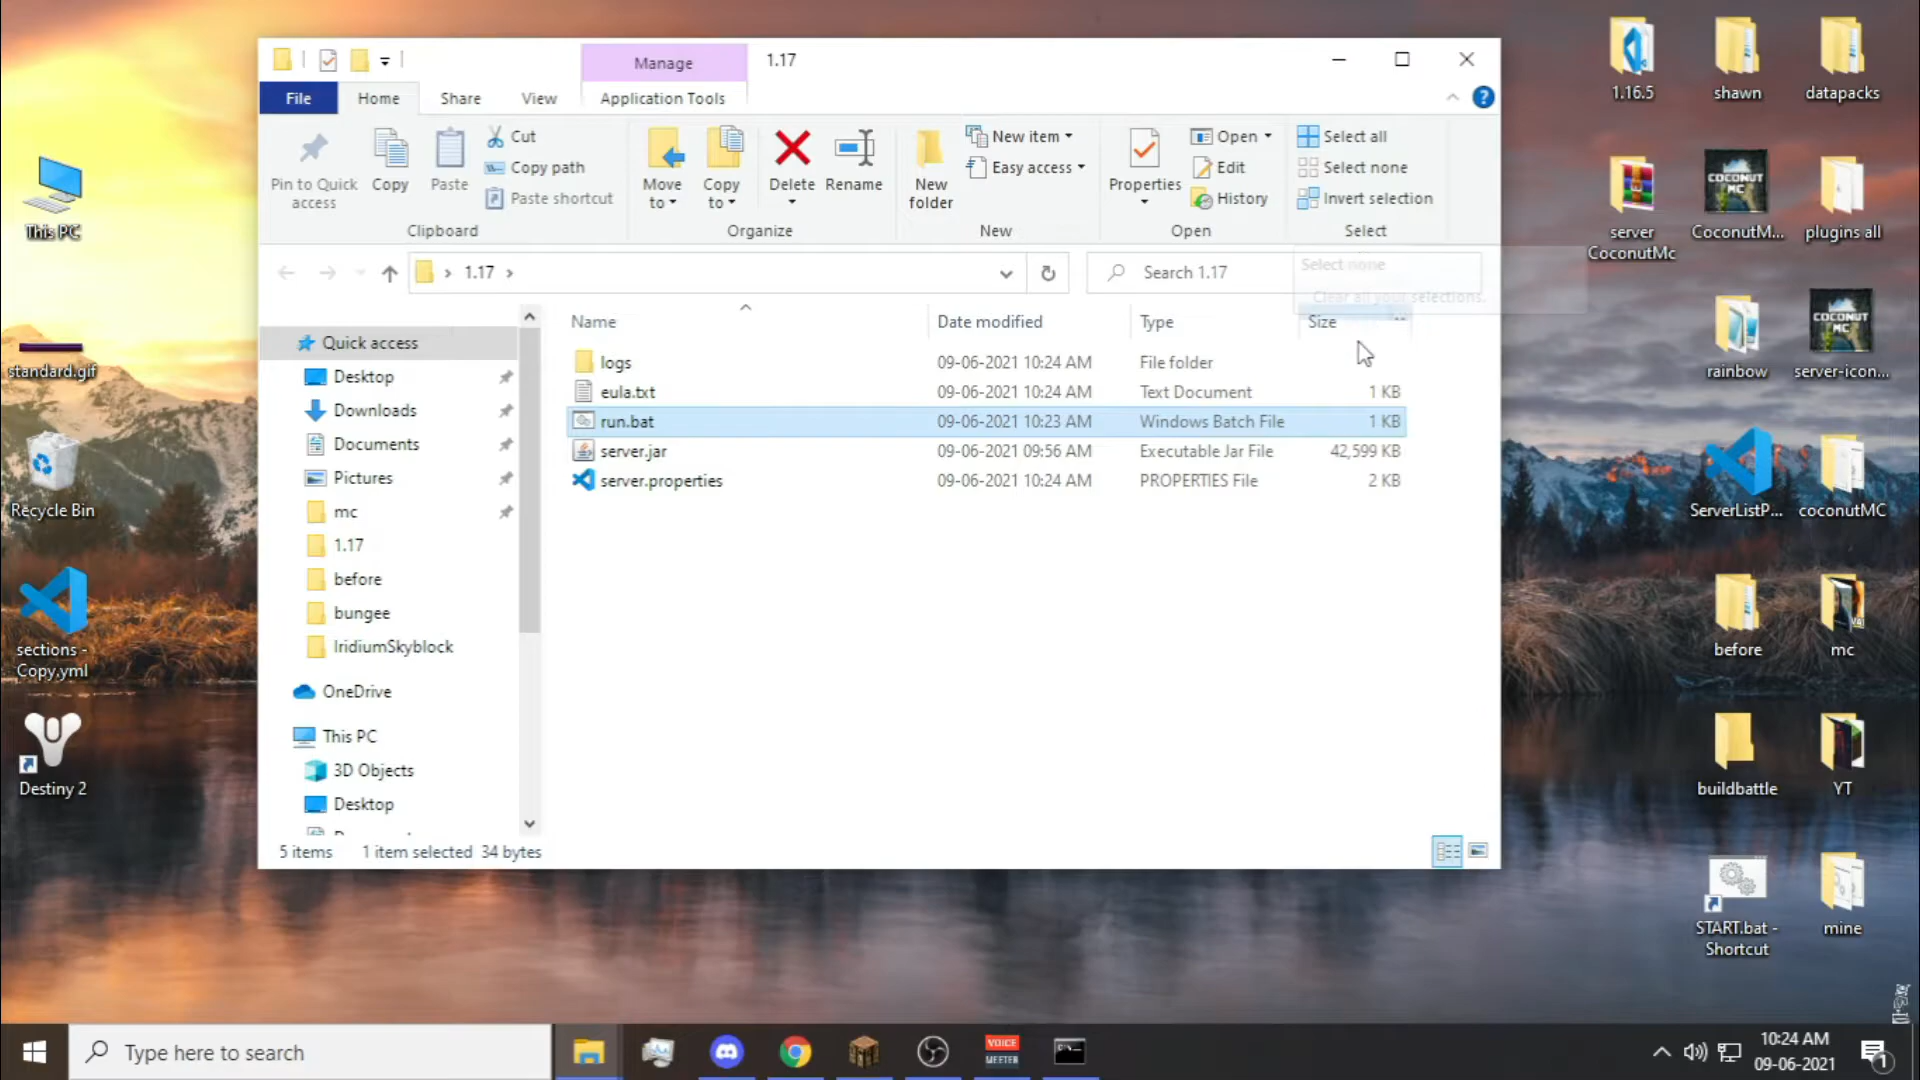 Manage
1.17
File
Home
Share
View
Application Tools
Pin to Quick
access
Copy
Paste
Cut
Copy path
Paste shortcut
Clipboard
Move
to
Copy
to
Delete
Rename
Organize
New
folder
New item
Easy access
New
Properties
Open
Edit
History
Open
Select all
Select none
Invert selection
Select
1.17
Search 1.17
Select none
Clear all your selections.
Name
Date modified
Type
Size
logs
09-06-2021 10:24 AM
File folder
eula.txt
09-06-2021 10:24 AM
Text Document
1 KB
run.bat
09-06-2021 10:23 AM
Windows Batch File
1 KB
server.jar
09-06-2021 09:56 AM
Executable Jar File
42,599 KB
server.properties
09-06-2021 10:24 AM
PROPERTIES File
2 KB
Quick access
Desktop
Downloads
Documents
Pictures
mc
1.17
before
bungee
IridiumSkyblock
OneDrive
This PC
3D Objects
Desktop
5 items
1 item selected 34 bytes
This PC
standard.gif
Recycle Bin
sections -
Copy.yml
Destiny 2
1.16.5
shawn
datapacks
server
CoconutMc
COCONUT
MC
CoconutM...
plugins all
rainbow
COCONUT
MC
server-icon...
ServerListP...
coconutMC
before
mc
buildbattle
YT
START.bat -
Shortcut
mine
Type here to search
VOICE
MEETER
10:24 AM
09-06-2021
1